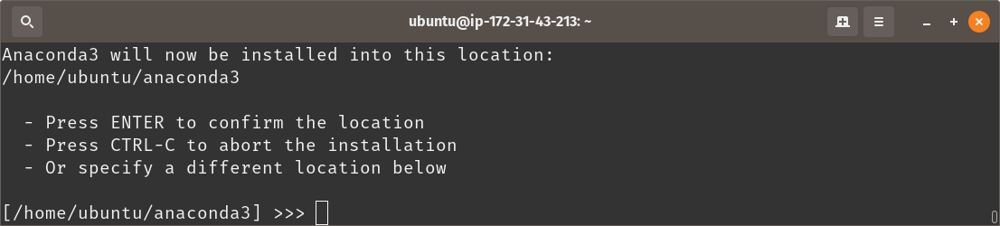 ubuntu@ip-172-31-43-213: ~
Anaconda3 will now be installed into this location:
/home/ubuntu/anaconda3
- Press ENTER to confirm the location
- Press CTRL-C to abort the installation
- Or specify a different location below
[/home/ubuntu/anaconda3] >>>